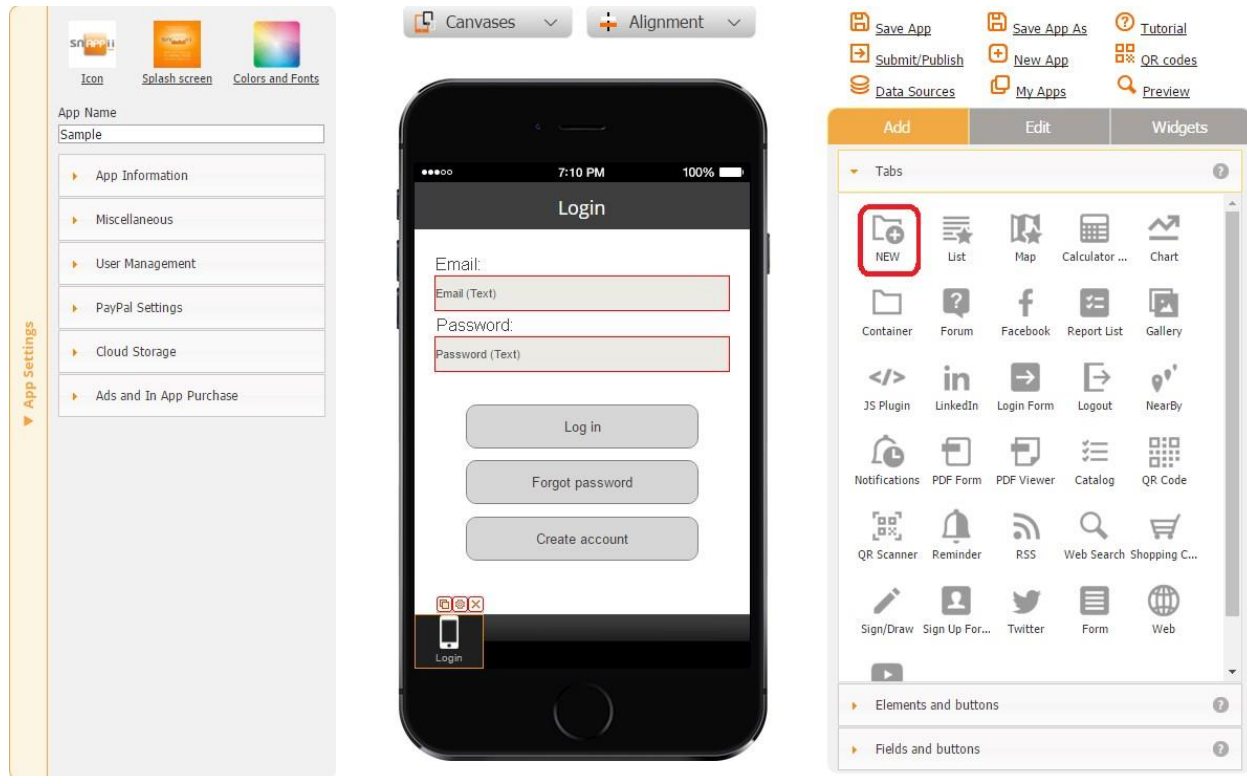 snappii
Icon
Splash screen
Colors and Fonts
App Name
Sample
App Information
Miscellaneous
User Management
PayPal Settings
Cloud Storage
Ads and In App Purchase
App Settings
Canvases
Alignment
7:10 PM
100%
Login
Email:
Email (Text)
Password:
Password (Text)
Log in
Forgot password
Create account
Login
Save App
Save App As
Tutorial
Submit/Publish
New App
QR codes
Data Sources
My Apps
Preview
Add
Edit
Widgets
Tabs
NEW
List
Map
Calculator ...
Chart
Container
Forum
Facebook
Report List
Gallery
JS Plugin
LinkedIn
Login Form
Logout
NearBy
Notifications
PDF Form
PDF Viewer
Catalog
QR Code
QR Scanner
Reminder
RSS
Web Search
Shopping C...
Sign/Draw
Sign Up For...
Twitter
Form
Web
Elements and buttons
Fields and buttons